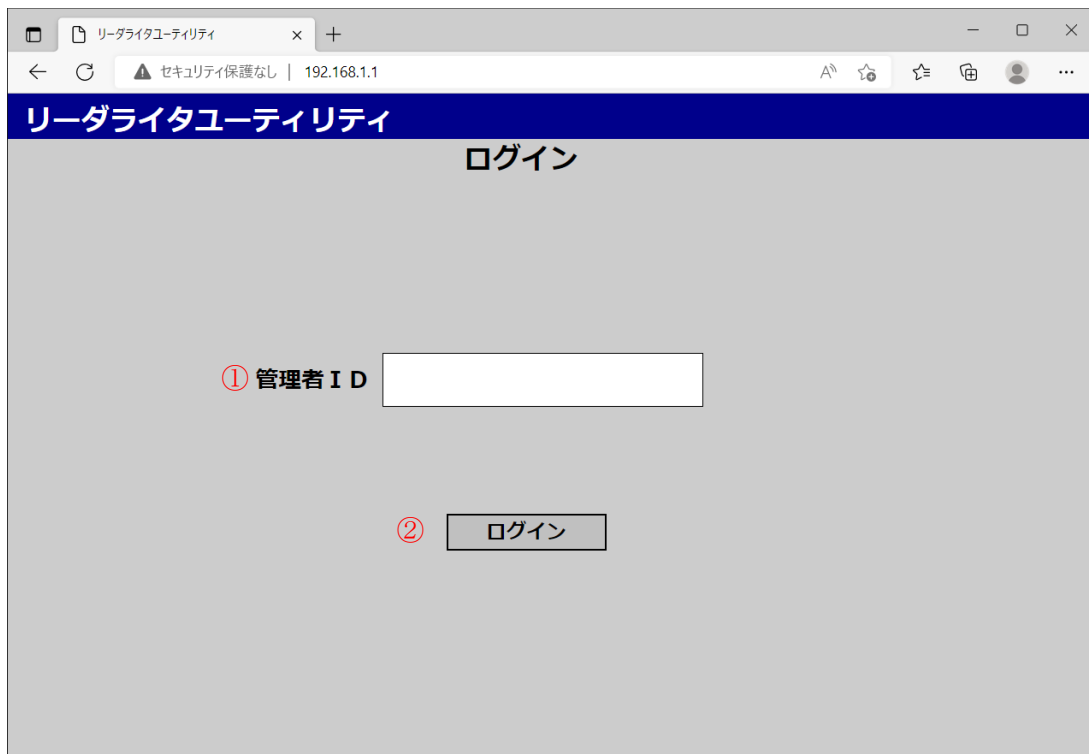 リーダライタユーティリティ
セキュリティ保護なし | 192.168.1.1
リーダライタユーティリティ
ログイン
① 管理者ＩＤ
② ログイン